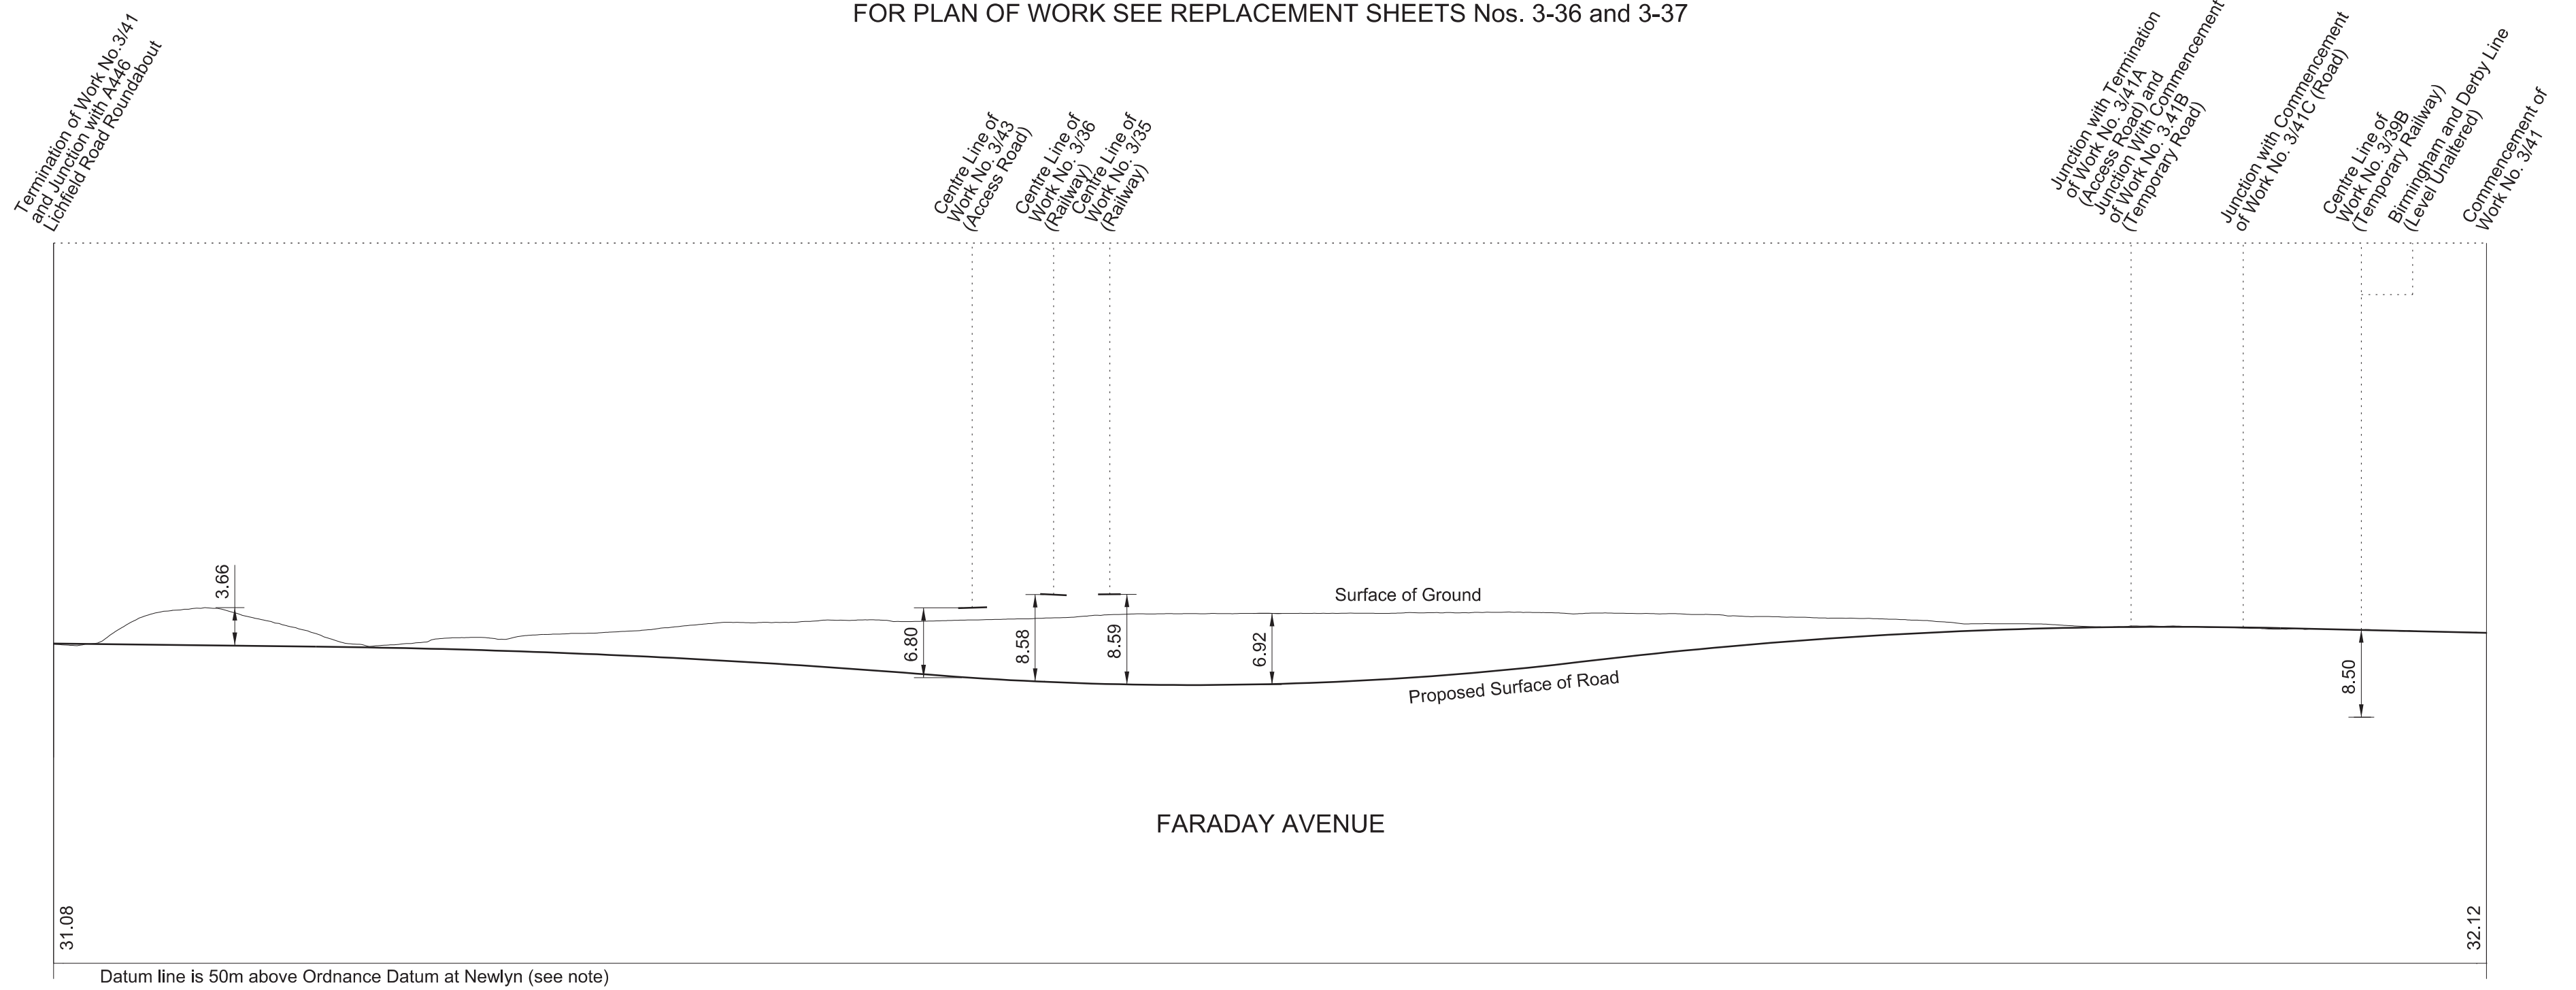 FOR PLAN OF WORK SEE REPLACEMENT SHEETS Nos. 3-36 and 3-37
Termination of Work No.3/41
and Junction with A446
Lichfield Road Roundabout
Centre Line of
Work No. 3/43
(Access Road)
Centre Line of
Work No. 3/36
(Railway)
Centre Line of
Work No. 3/35
(Railway)
Junction with Termination
of Work No. 3/41A
(Access Road) and
Junction With Commencement
of Work No. 3.41B
(Temporary Road)
Junction with Commencement
of Work No. 3/41C (Road)
Centre Line of
Work No. 3/39B
(Temporary Railway)
Birmingham and Derby Line
(Level Unaltered)
Commencement of
Work No. 3/41
3.66
6.80
8.58
8.59
6.92
Surface of Ground
Proposed Surface of Road
8.50
FARADAY AVENUE
31.08
32.12
Datum line is 50m above Ordnance Datum at Newlyn (see note)